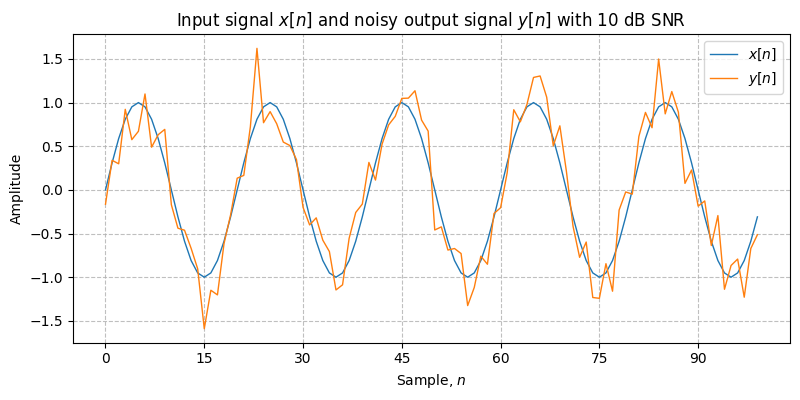 Input signal x[n] and noisy output signal y[n] with 10 dB SNR
x[n]
y[n]
Amplitude
1.5
1.0
0.5
0.0
−0.5
−1.0
−1.5
0 15 30 45 60 75 90
Sample, n